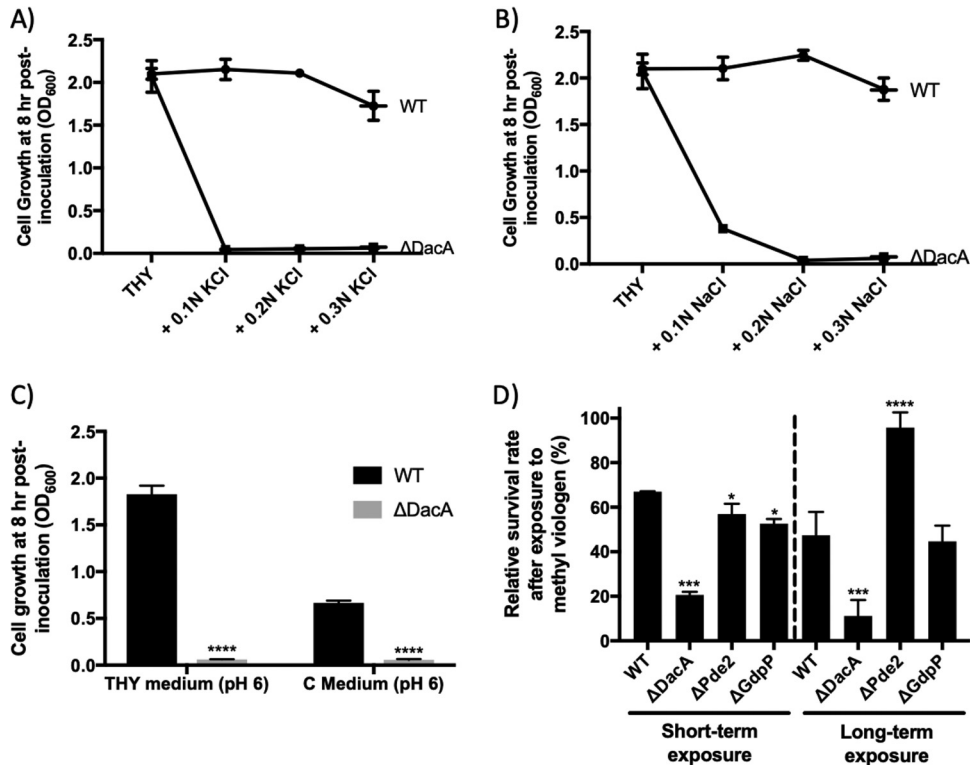 A)
Cell Growth at 8 hr post-
inoculation (OD600)
2.5
2.0
1.5
1.0
0.5
0.0
WT
ΔDacA
THY
+ 0.1N KCl
+ 0.2N KCl
+ 0.3N KCl
B)
Cell Growth at 8 hr post-
inoculation (OD600)
2.5
2.0
1.5
1.0
0.5
0.0
WT
ΔDacA
THY
+ 0.1N NaCl
+ 0.2N NaCl
+ 0.3N NaCl
C)
Cell growth at 8 hr post-
inoculation (OD600)
2.5
2.0
1.5
1.0
0.5
0.0
WT
ΔDacA
****
****
THY medium (pH 6)
C Medium (pH 6)
D)
Relative survival rate
after exposure to
methyl viologen (%)
100
80
60
40
20
0
***
*
*
***
****
WT
ΔDacA
ΔPde2
ΔGdpP
WT
ΔDacA
ΔPde2
ΔGdpP
Short-term
exposure
Long-term
exposure